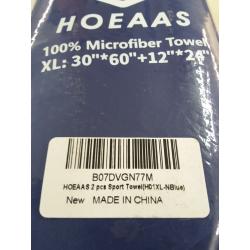 HOEAAS
100% Microfiber Towel
XL: 30"*60"+12"*24"
B07DVGN77M
HOEAAS 2 pcs Sport Towel(H01XL-NBlue)
New MADE IN CHINA